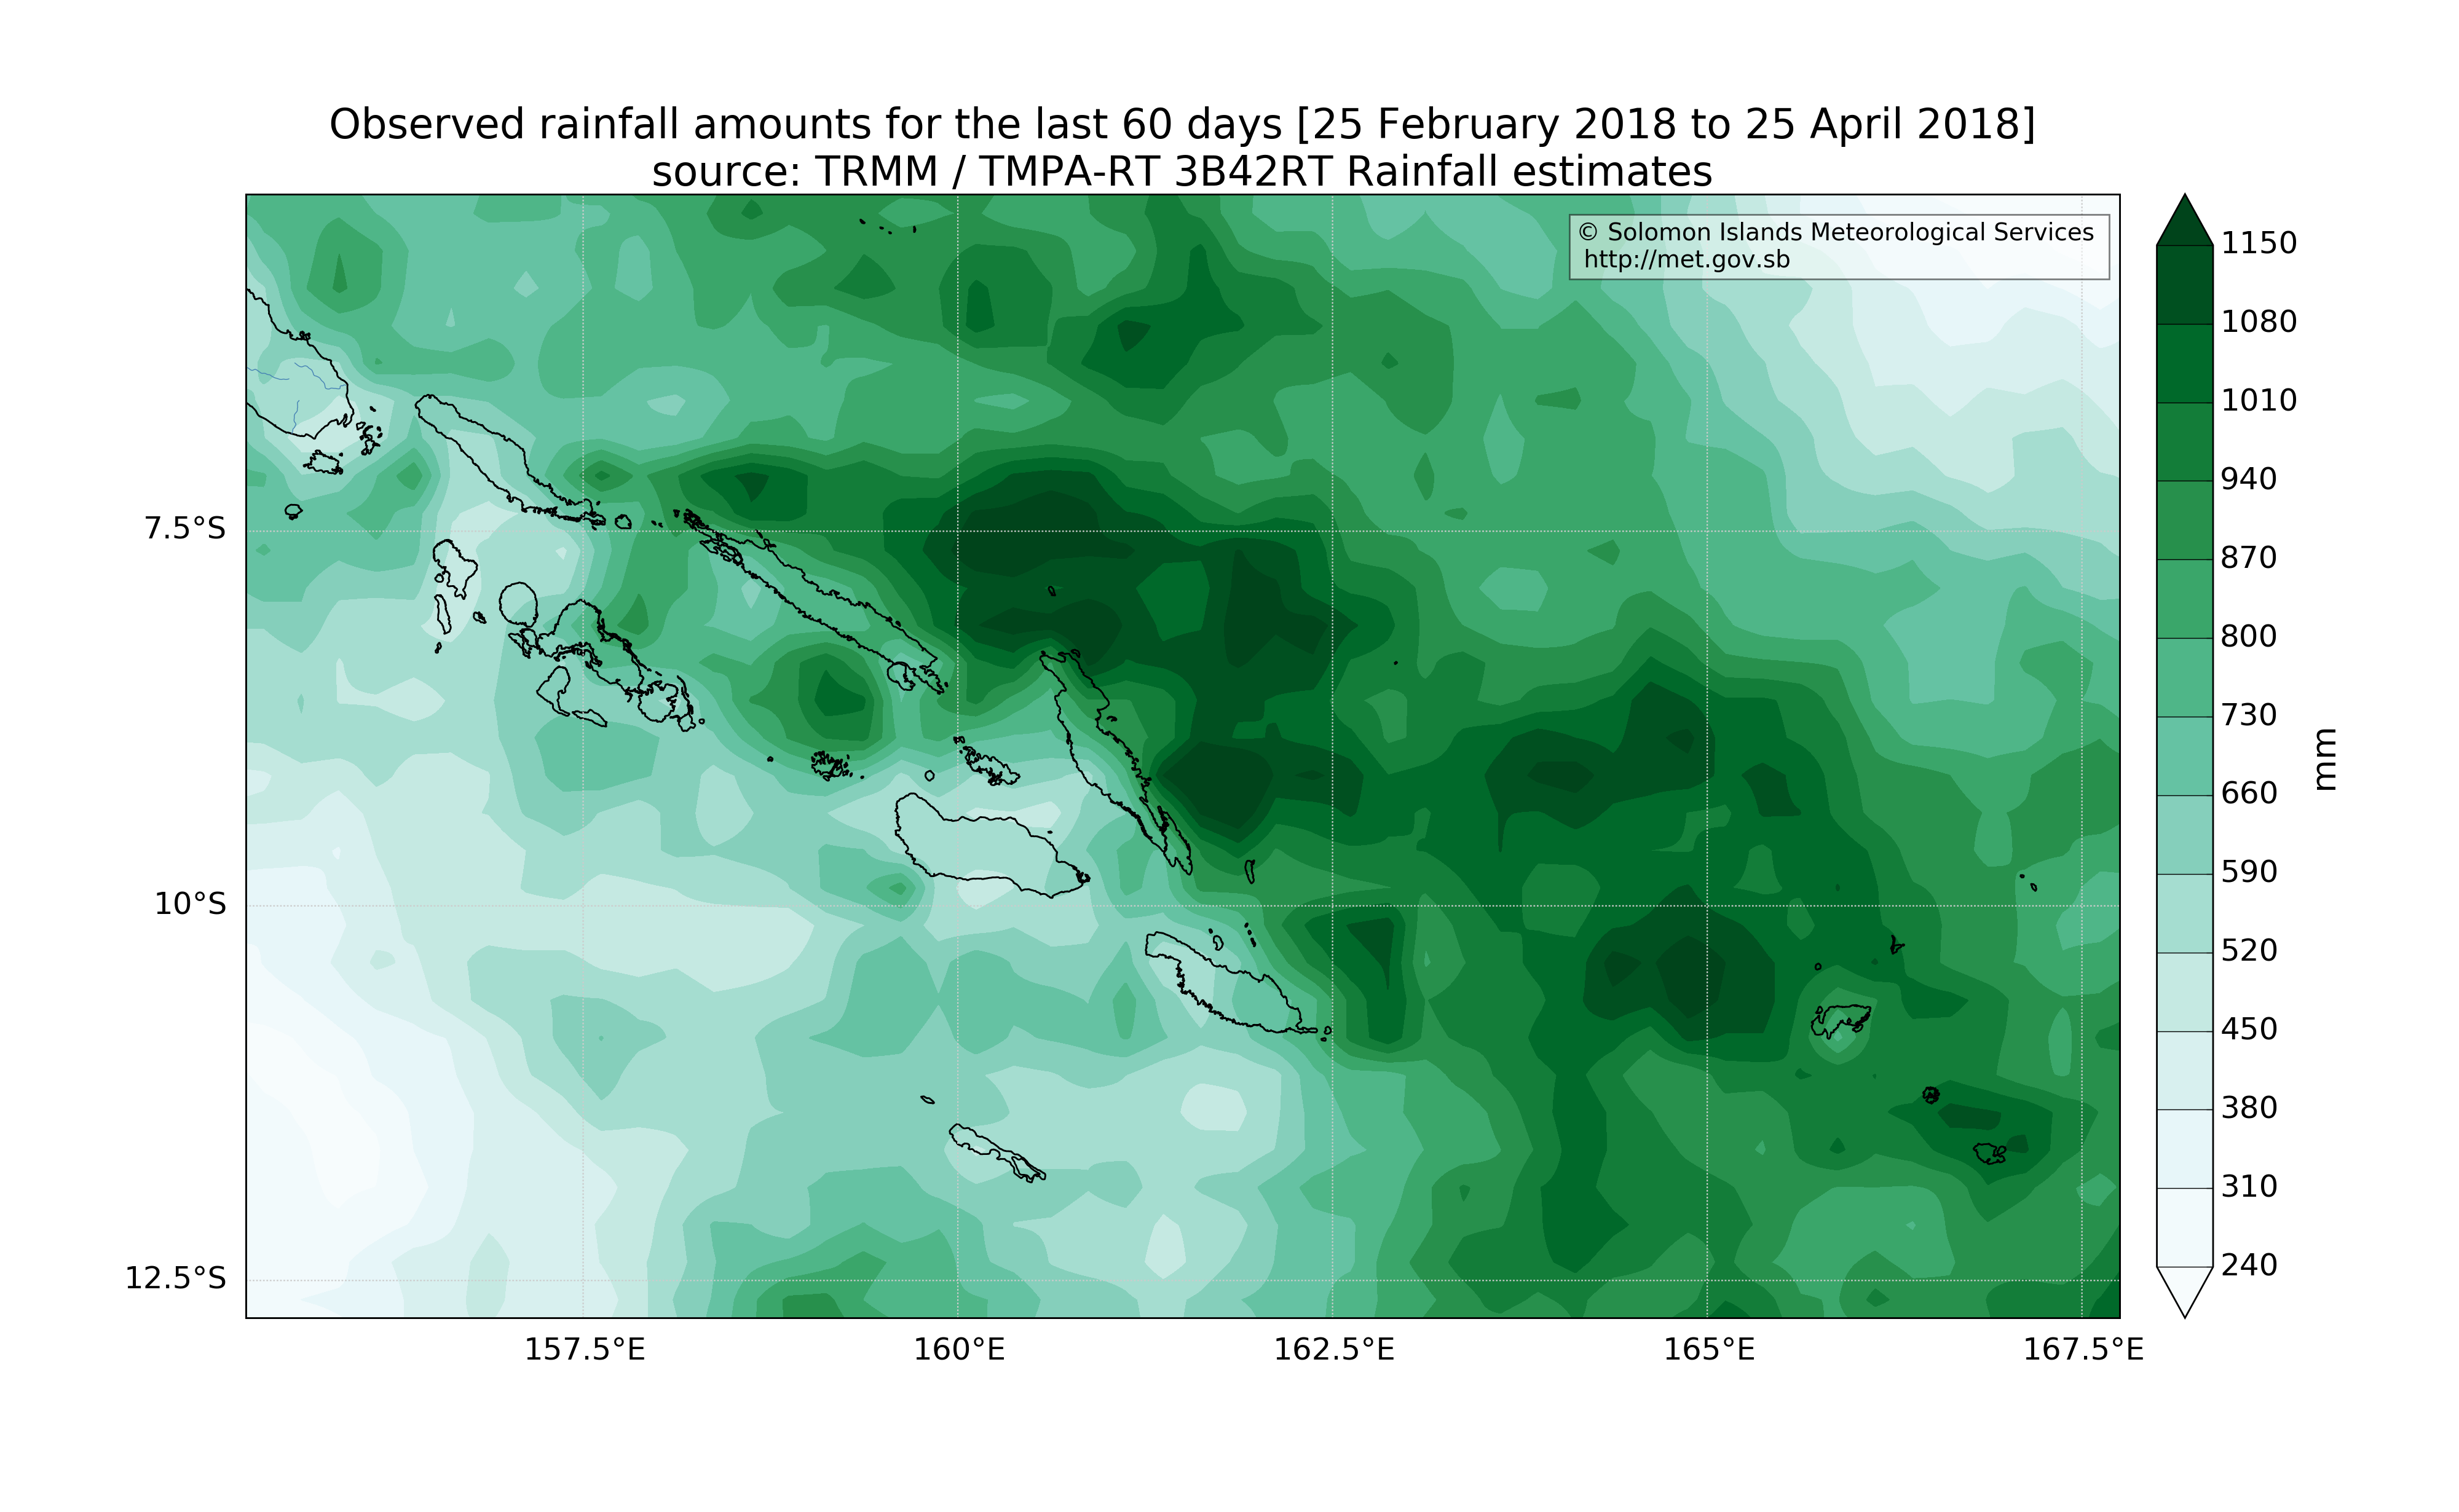 Observed rainfall amounts for the last 60 days [25 February 2018 to 25 April 2018]
source: TRMM / TMPA-RT 3B42RT Rainfall estimates
© Solomon Islands Meteorological Services
http://met.gov.sb
7.5°S
10°S
12.5°S
157.5°E
160°E
162.5°E
165°E
167.5°E
1150
1080
1010
940
870
800
730
660
590
520
450
380
310
240
mm